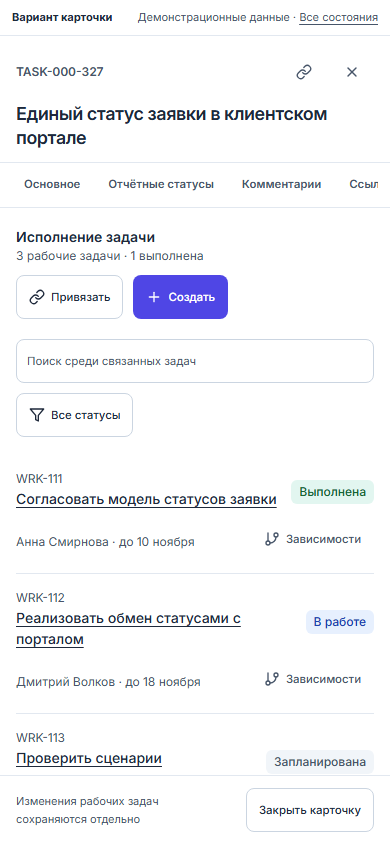 Вариант карточки
Демонстрационные данные · Все состояния
TASK-000-327
Единый статус заявки в клиентском
портале
Основное
Отчётные статусы
Комментарии
Ссыл
Исполнение задачи
3 рабочие задачи · 1 выполнена
Привязать
Создать
Поиск среди связанных задач
Все статусы
WRK-111
Согласовать модель статусов заявки
Выполнена
Анна Смирнова · до 10 ноября
Зависимости
WRK-112
Реализовать обмен статусами с
порталом
В работе
Дмитрий Волков · до 18 ноября
Зависимости
WRK-113
Проверить сценарии
Запланирована
Изменения рабочих задач
сохраняются отдельно
Закрыть карточку